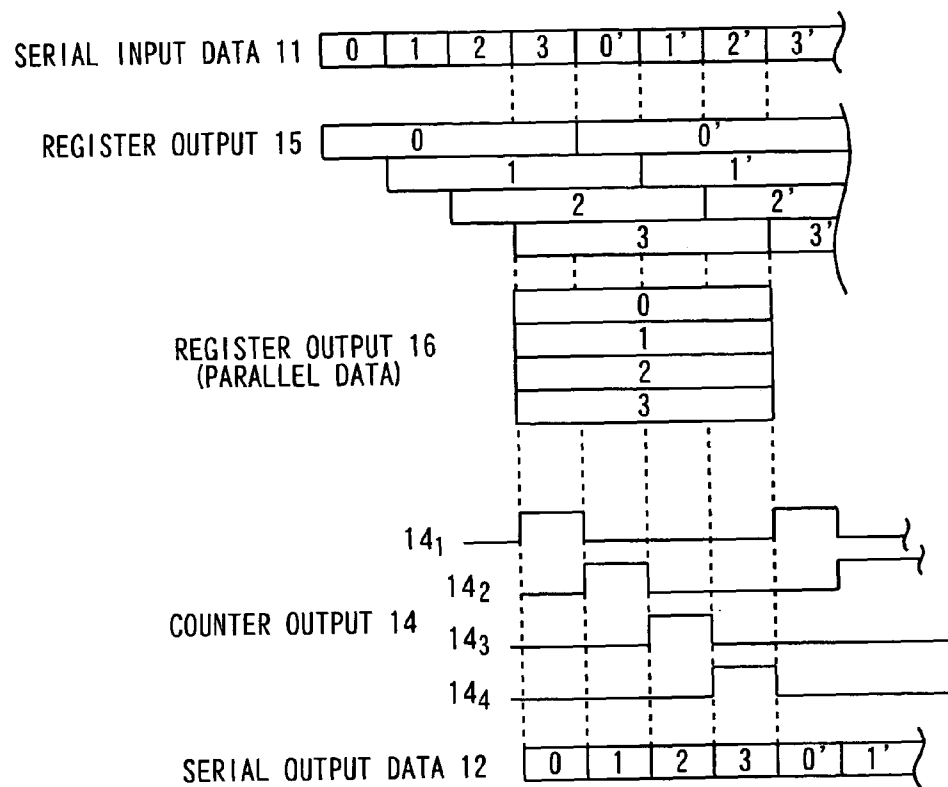 SERIAL INPUT DATA 11 0 1 2 3 0' 1' 2' 3'
REGISTER OUTPUT 15 0 0'
1 1'
2 2'
3 3'
REGISTER OUTPUT 16
(PARALLEL DATA)
0
1
2
3
14₁
14₂
COUNTER OUTPUT 14
14₃
14₄
SERIAL OUTPUT DATA 12 0 1 2 3 0' 1'